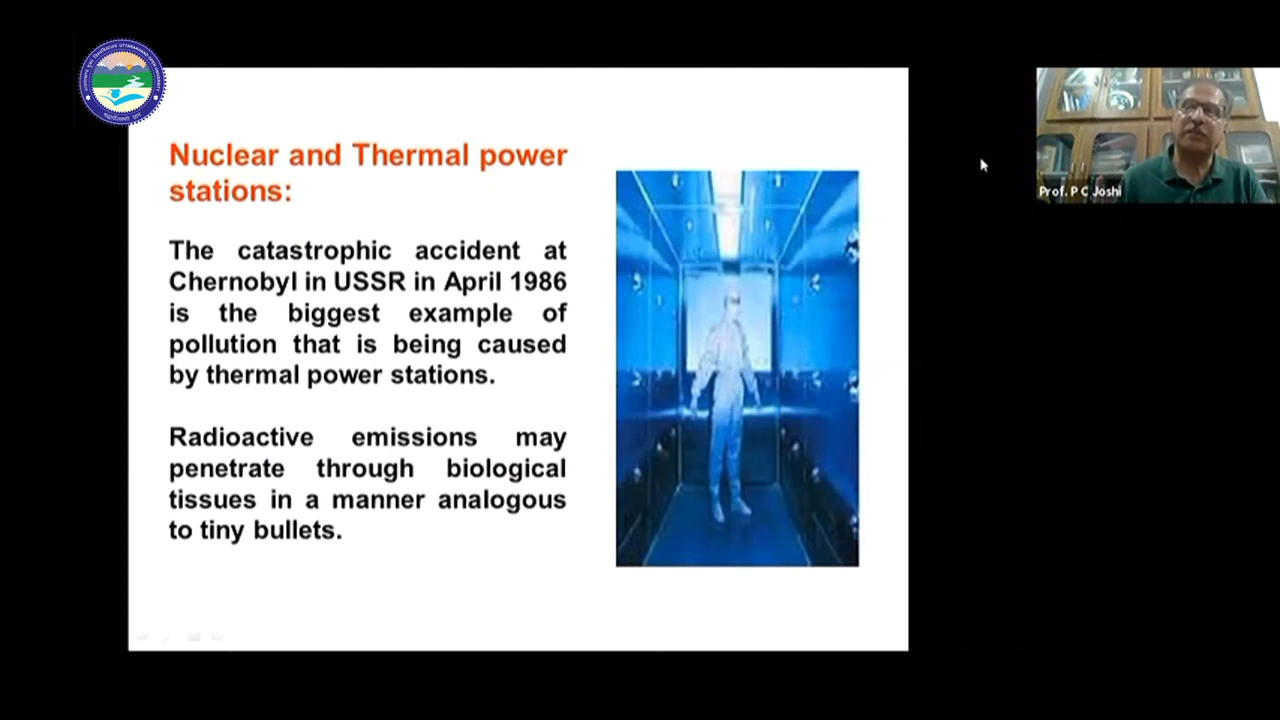 Nuclear and Thermal power
stations:
The catastrophic accident at
Chernobyl in USSR in April 1986
is the biggest example of
pollution that is being caused
by thermal power stations.
Radioactive emissions may
penetrate through biological
tissues in a manner analogous
to tiny bullets.
Prof. P C Joshi